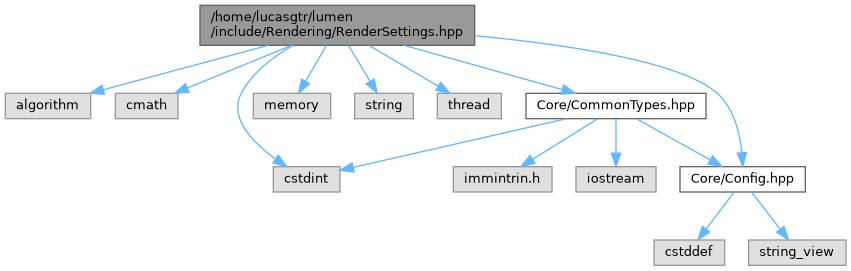 /home/lucasgtr/lumen
/include/Rendering/RenderSettings.hpp
algorithm
cmath
memory
string
thread
Core/CommonTypes.hpp
cstdint
immintrin.h
iostream
Core/Config.hpp
cstddef
string_view